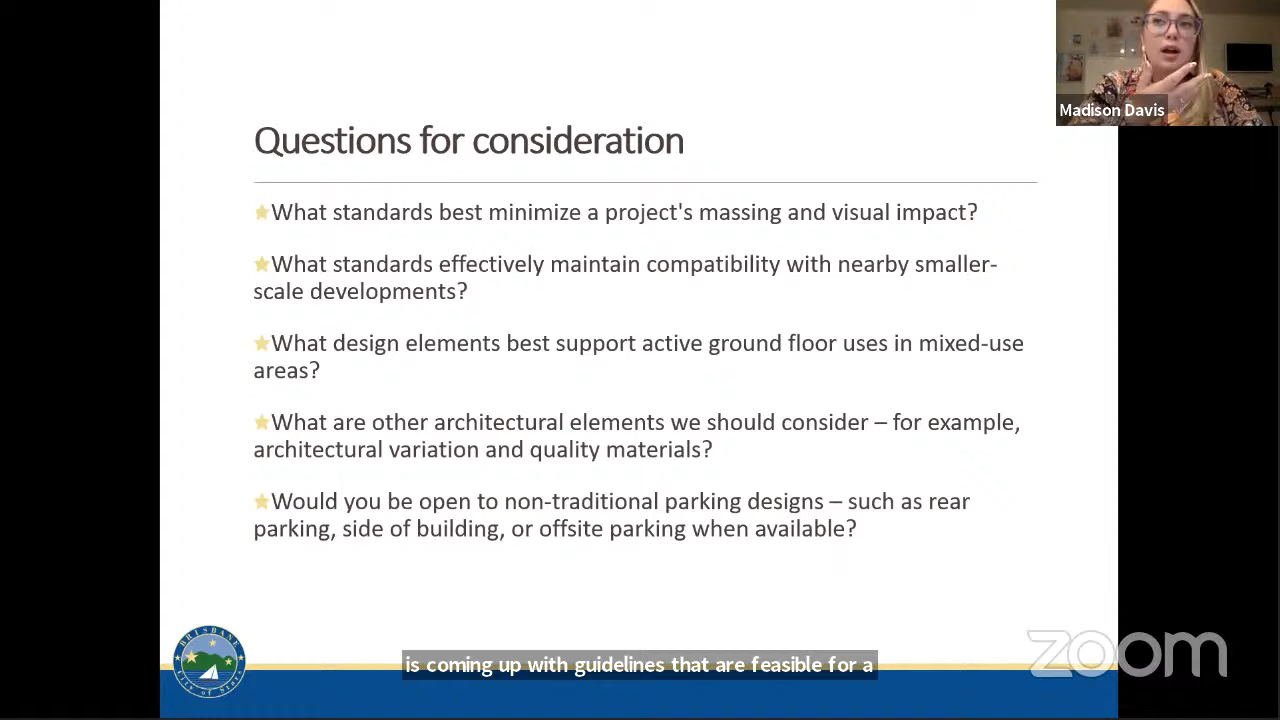 Madison Davis
Questions for consideration
What standards best minimize a project's massing and visual impact?
What standards effectively maintain compatibility with nearby smaller-
scale developments?
What design elements best support active ground floor uses in mixed-use
areas?
What are other architectural elements we should consider – for example,
architectural variation and quality materials?
Would you be open to non-traditional parking designs – such as rear
parking, side of building, or offsite parking when available?
BRISBANE
City of Stars
is coming up with guidelines that are feasible for a
zoom